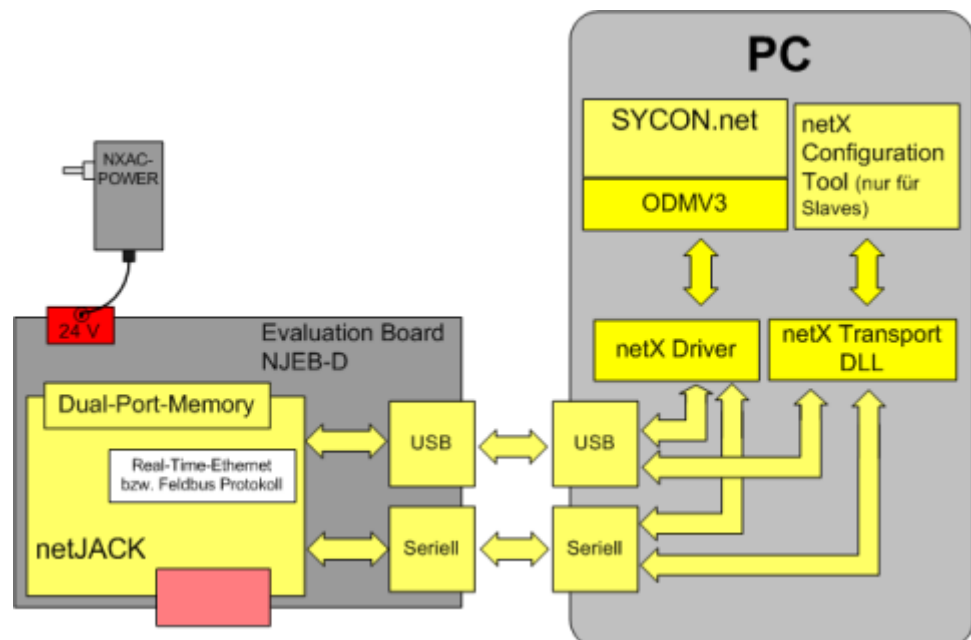 PC
SYCON.net
netX
Configuration
Tool (nur für
Slaves)
ODMV3
NXAC-
POWER
24 V
Evaluation Board
NJEB-D
netX Driver
netX Transport
DLL
Dual-Port-Memory
Real-Time-Ethernet
bzw. Feldbus Protokoll
netJACK
USB
USB
Seriell
Seriell